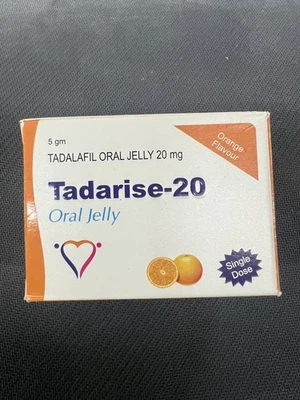 5 gm
TADALAFIL ORAL JELLY 20 mg
Orange
Flavour
Tadarise-20
Oral Jelly
Single
Dose